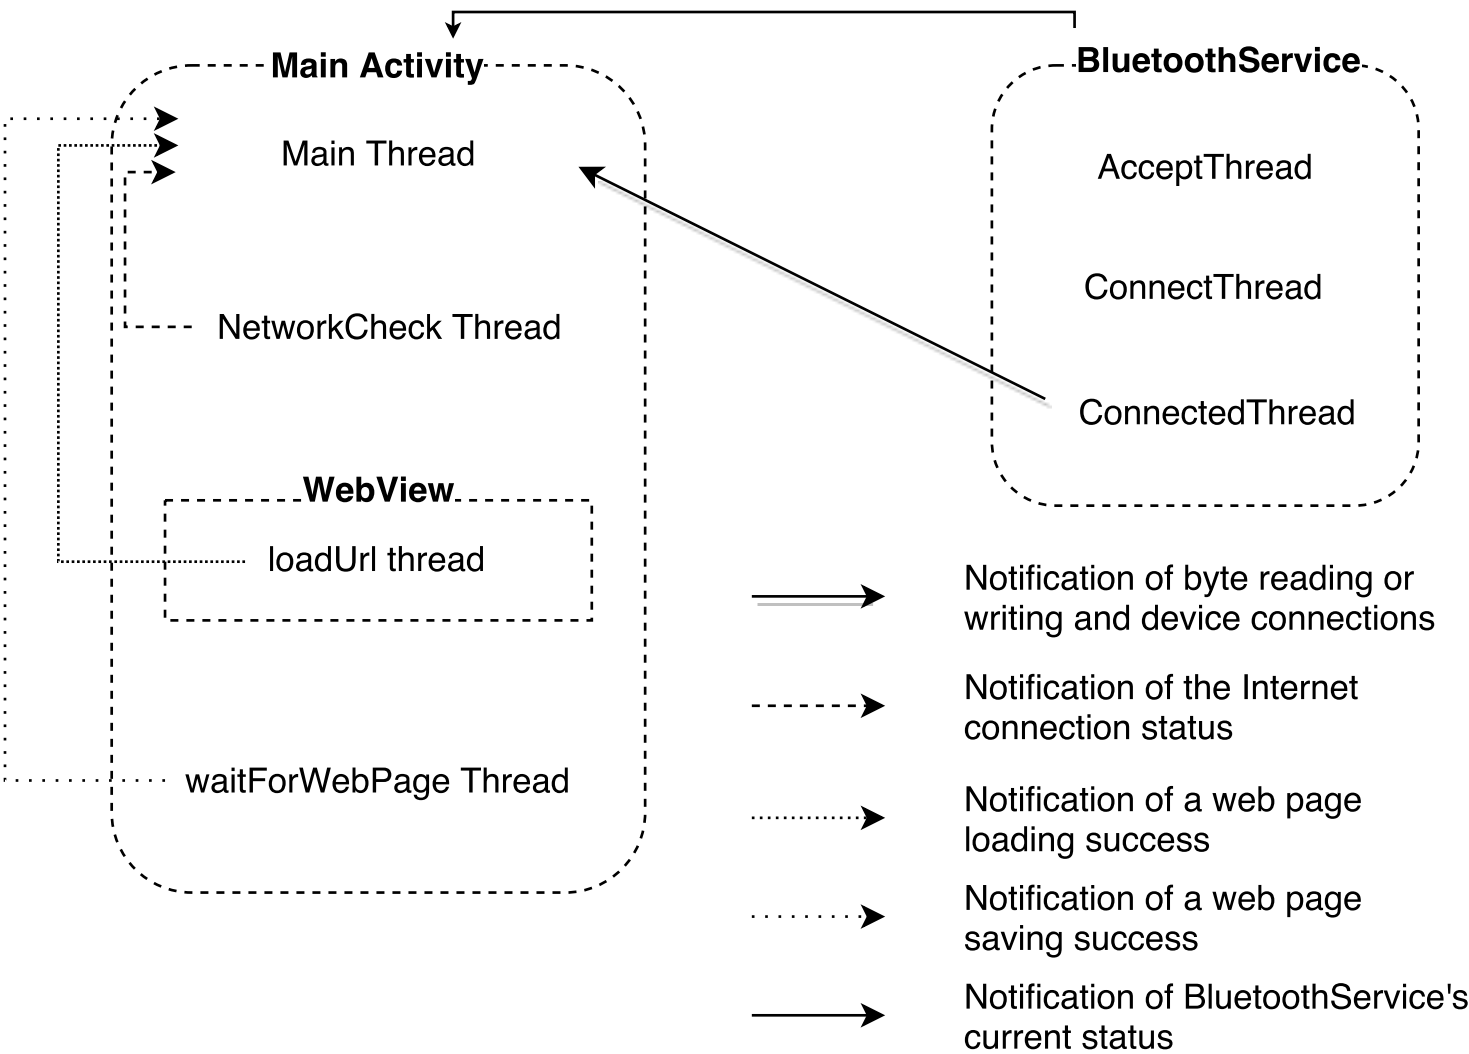 Main Activity
Main Thread
NetworkCheck Thread
WebView
loadUrl thread
waitForWebPage Thread
BluetoothService
AcceptThread
ConnectThread
ConnectedThread
Notification of byte reading or
writing and device connections
Notification of the Internet
connection status
Notification of a web page
loading success
Notification of a web page
saving success
Notification of BluetoothService's
current status